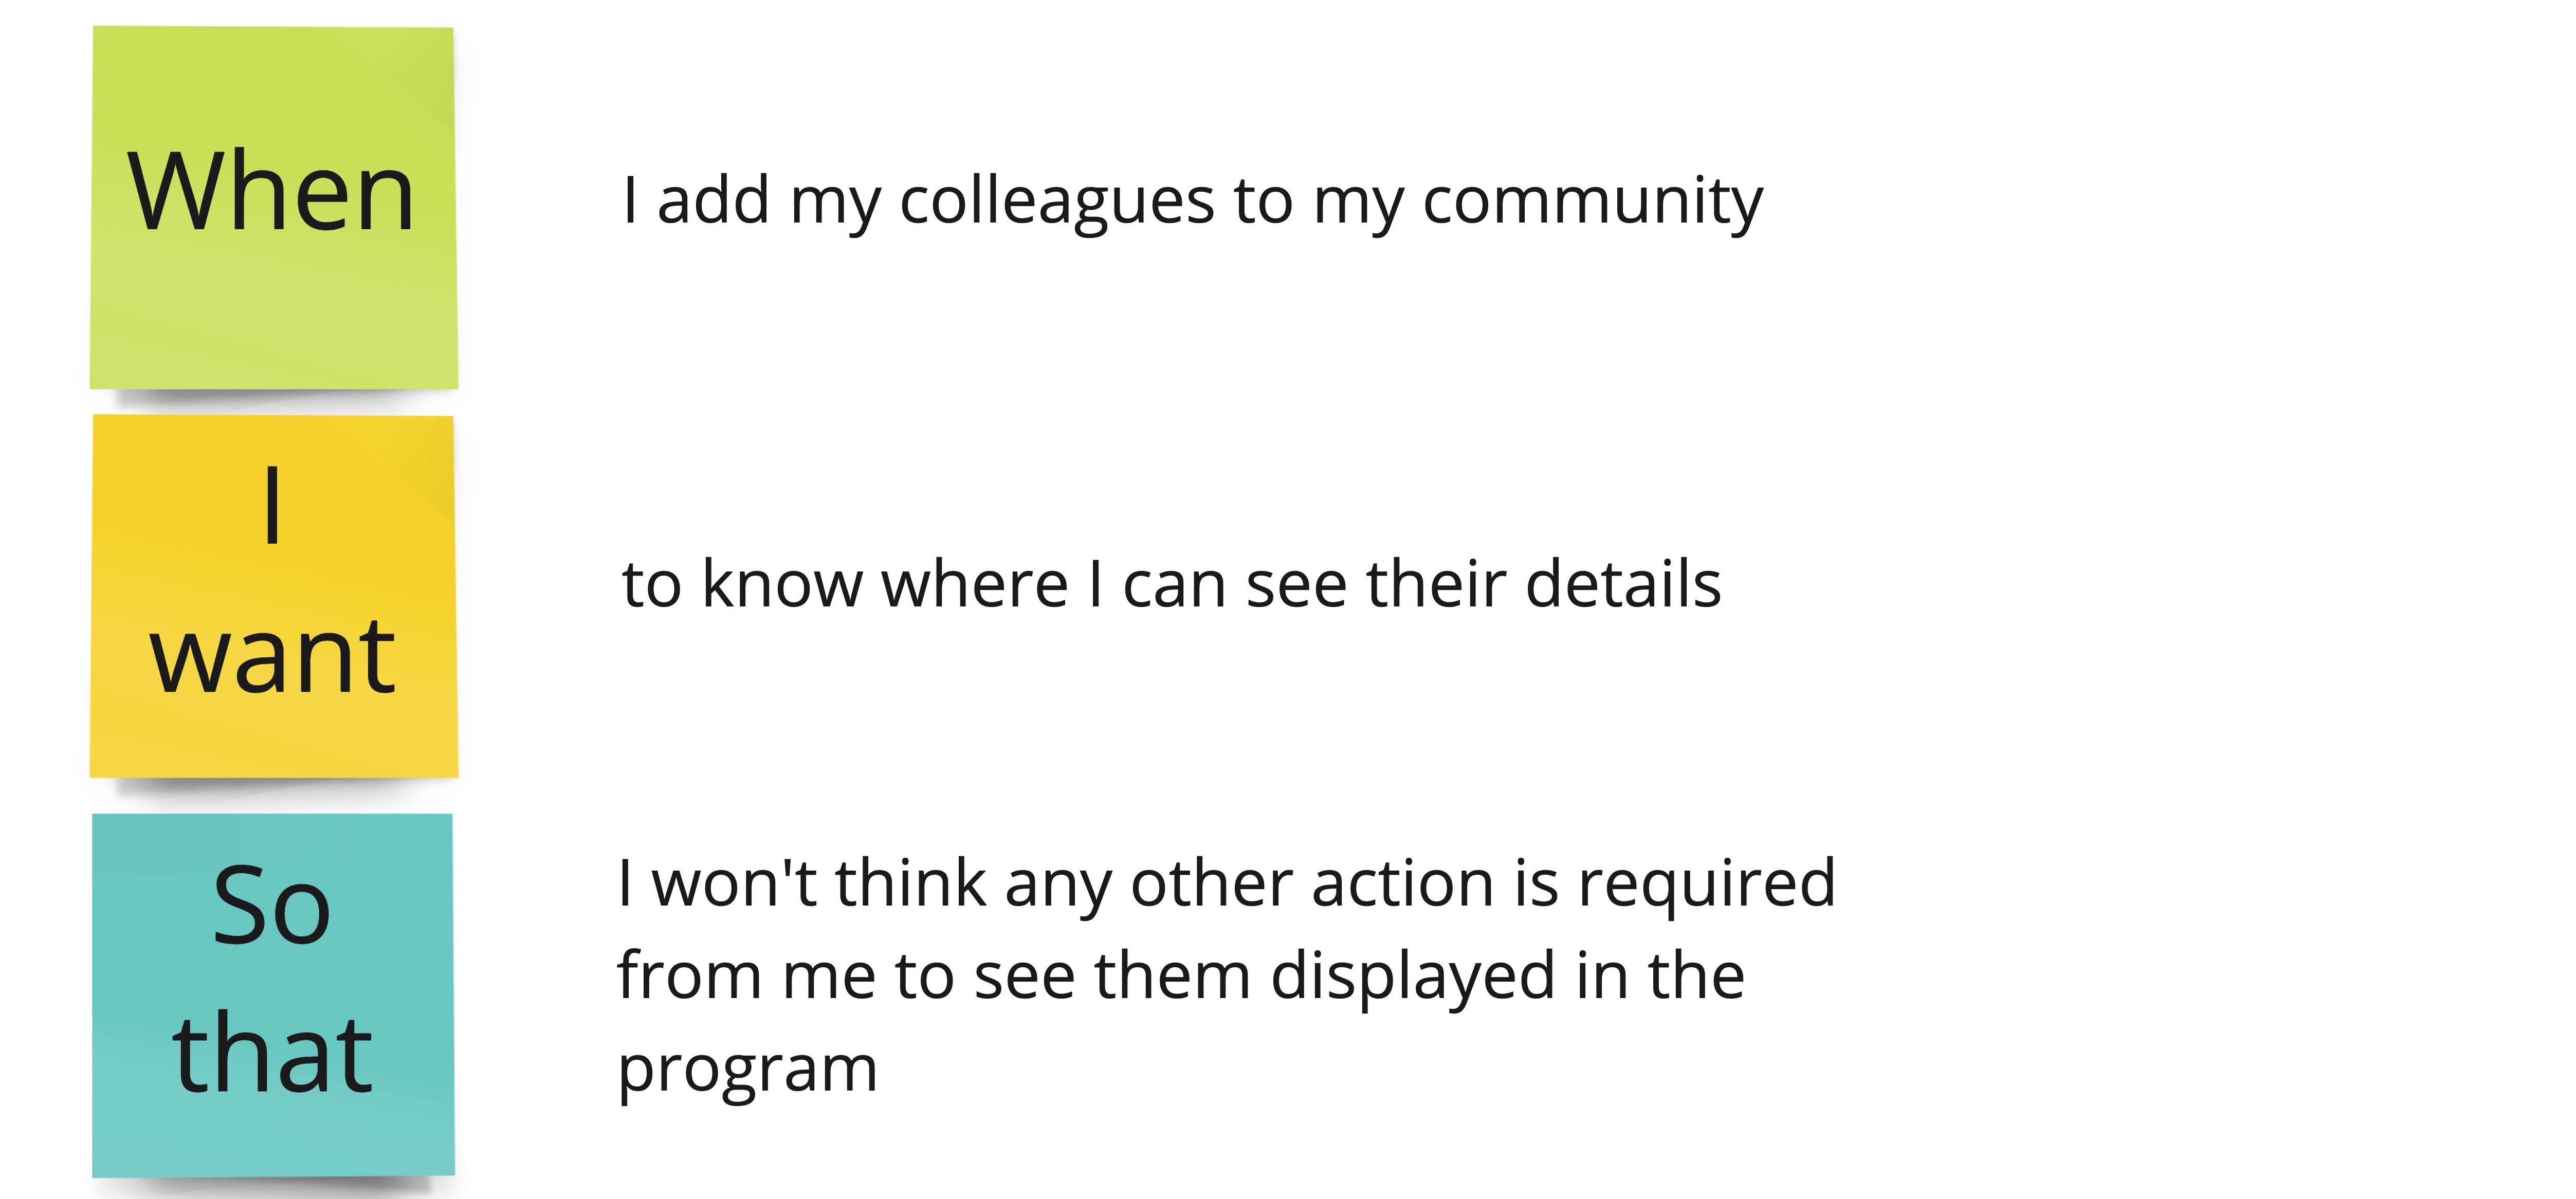 When
I add my colleagues to my community
I
want
to know where I can see their details
So
that
I won't think any other action is required
from me to see them displayed in the
program